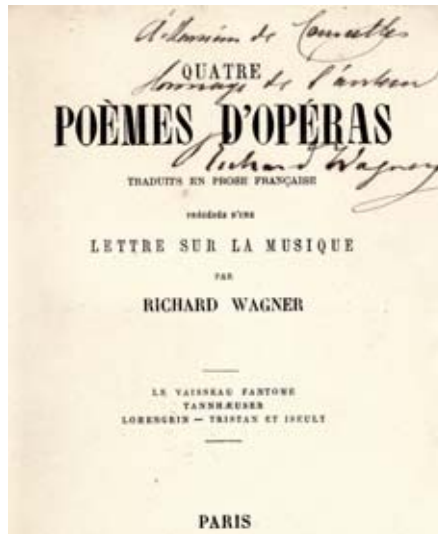 A Monsieur de
QUATRE
Hommage de l'auteur
POÈMES D'OPÉRAS
Richard Wagner
TRADUITS EN PROSE FRANÇAISE
PRÉCÉDÉS D'UNE
LETTRE SUR LA MUSIQUE
PAR
RICHARD WAGNER
LE VAISSEAU FANTOME
TANNHÆUSER
LOHENGRIN — TRISTAN ET ISEULT
PARIS